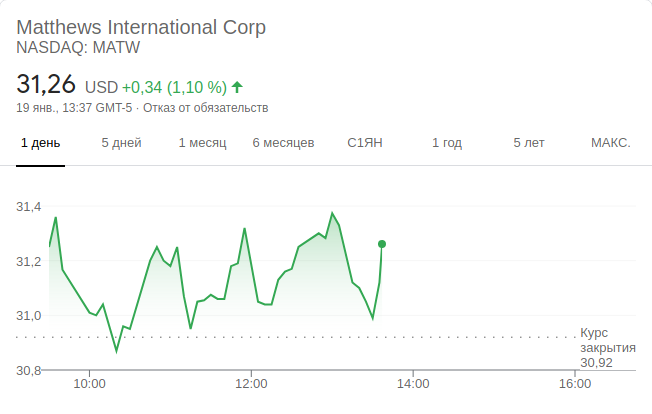 Matthews International Corp
NASDAQ: MATW
31,26 USD +0,34 (1,10 %)
19 янв., 13:37 GMT-5 · Отказ от обязательств
1 день 5 дней 1 месяц 6 месяцев С1ЯН 1 год 5 лет МАКС.
31,4
31,2
31,0
30,8
Курс
закрытия
30,92
10:00 12:00 14:00 16:00